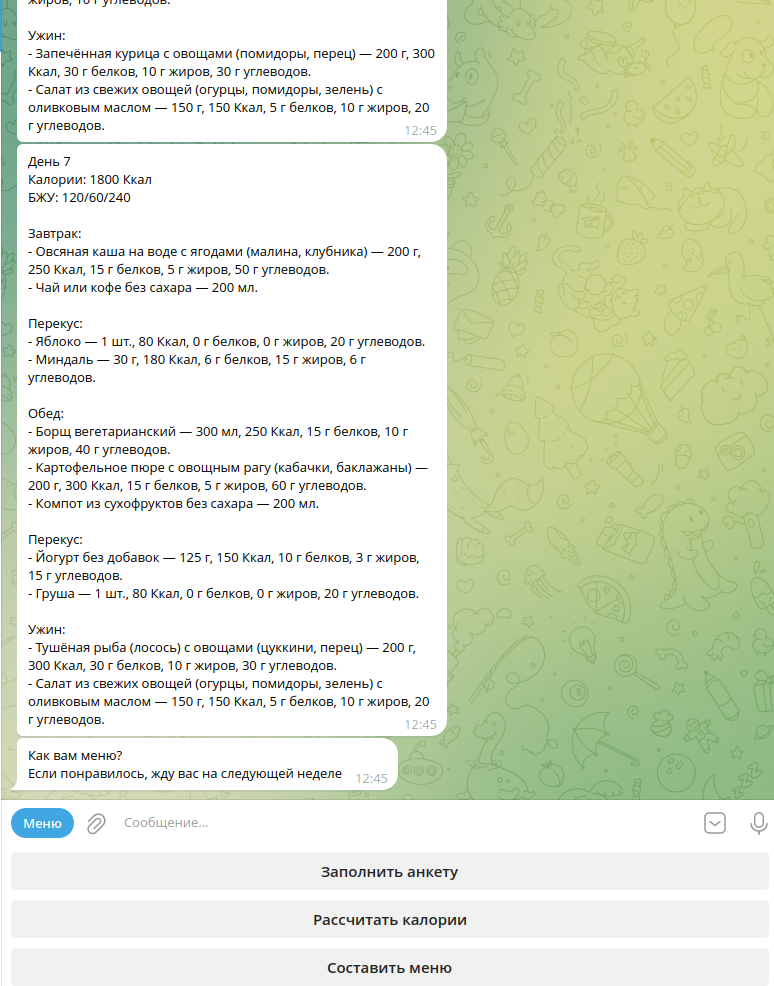 жиров, 10 г углеводов.
Ужин:
- Запечённая курица с овощами (помидоры, перец) — 200 г, 300
Ккал, 30 г белков, 10 г жиров, 30 г углеводов.
- Салат из свежих овощей (огурцы, помидоры, зелень) с
оливковым маслом — 150 г, 150 Ккал, 5 г белков, 10 г жиров, 20
г углеводов.
12:45
День 7
Калории: 1800 Ккал
БЖУ: 120/60/240
Завтрак:
- Овсяная каша на воде с ягодами (малина, клубника) — 200 г,
250 Ккал, 15 г белков, 5 г жиров, 50 г углеводов.
- Чай или кофе без сахара — 200 мл.
Перекус:
- Яблоко — 1 шт., 80 Ккал, 0 г белков, 0 г жиров, 20 г углеводов.
- Миндаль — 30 г, 180 Ккал, 6 г белков, 15 г жиров, 6 г
углеводов.
Обед:
- Борщ вегетарианский — 300 мл, 250 Ккал, 15 г белков, 10 г
жиров, 40 г углеводов.
- Картофельное пюре с овощным рагу (кабачки, баклажаны) —
200 г, 300 Ккал, 15 г белков, 5 г жиров, 60 г углеводов.
- Компот из сухофруктов без сахара — 200 мл.
Перекус:
- Йогурт без добавок — 125 г, 150 Ккал, 10 г белков, 3 г жиров,
15 г углеводов.
- Груша — 1 шт., 80 Ккал, 0 г белков, 0 г жиров, 20 г углеводов.
Ужин:
- Тушёная рыба (лосось) с овощами (цуккини, перец) — 200 г,
300 Ккал, 30 г белков, 10 г жиров, 30 г углеводов.
- Салат из свежих овощей (огурцы, помидоры, зелень) с
оливковым маслом — 150 г, 150 Ккал, 5 г белков, 10 г жиров, 20
г углеводов.
12:45
Как вам меню?
Если понравилось, жду вас на следующей неделе
12:45
Меню
Сообщение...
Заполнить анкету
Рассчитать калории
Составить меню